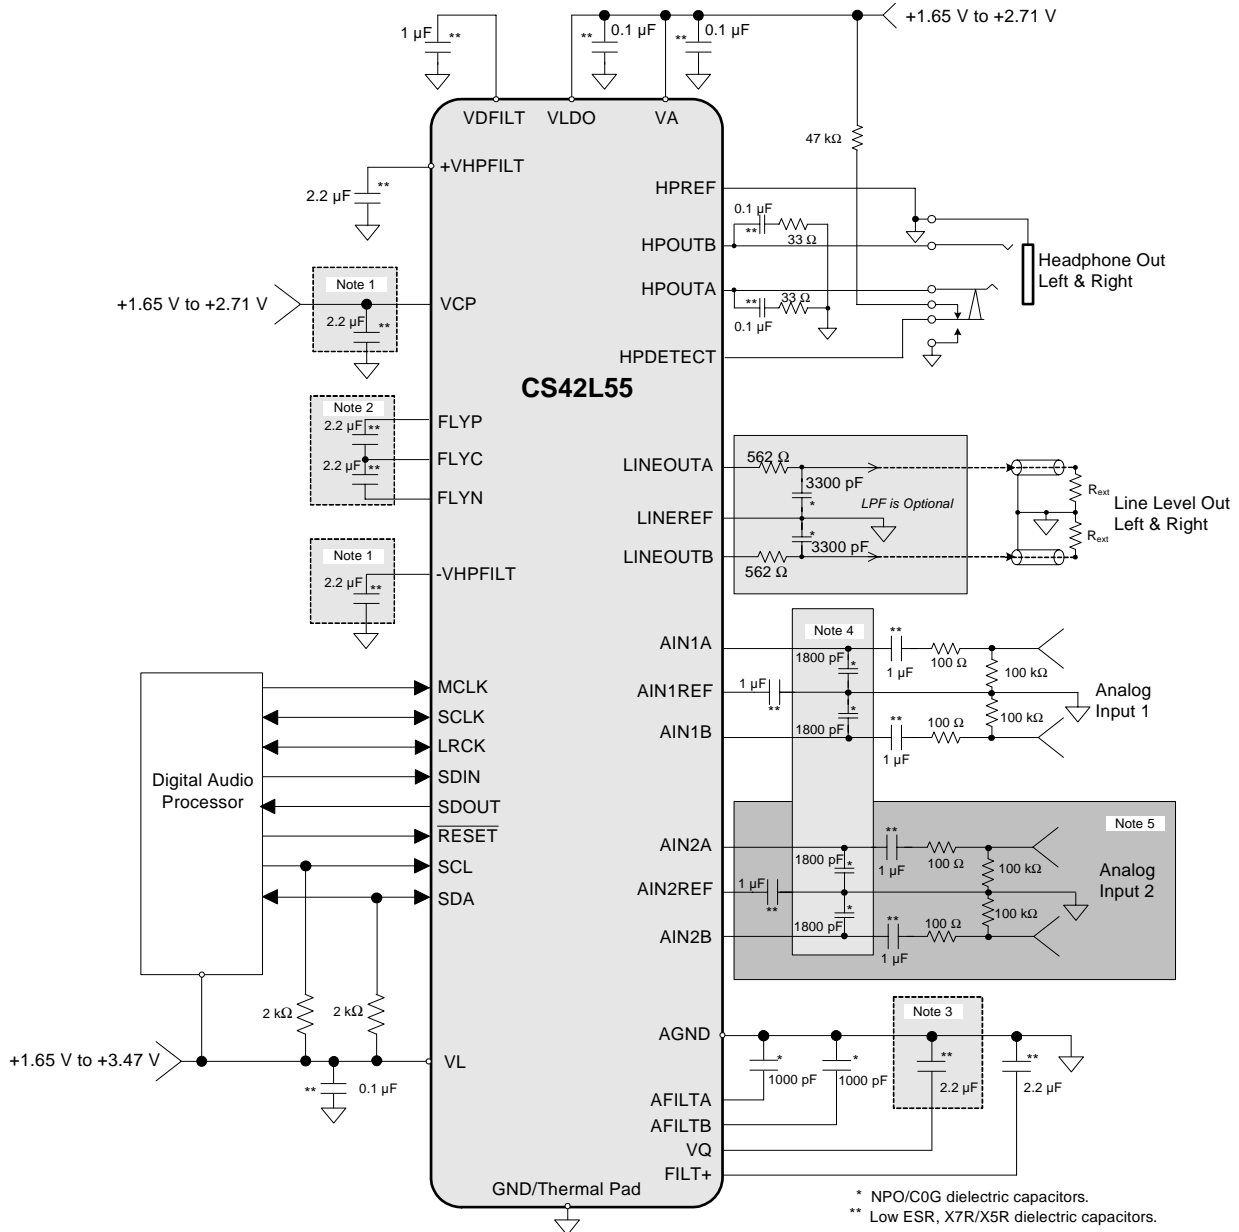 +1.65 V to +2.71 V
1 µF
**
0.1 µF
**
0.1 µF
**
VDFILT
VLDO
VA
47 kΩ
+VHPFILT
2.2 µF
**
HPREF
0.1 µF
**
33 Ω
HPOUTB
Headphone Out
Left & Right
HPOUTA
**
33 Ω
0.1 µF
HPDETECT
Note 1
+1.65 V to +2.71 V
VCP
2.2 µF
**
CS42L55
Note 2
2.2 µF
**
FLYP
2.2 µF
**
FLYC
FLYN
LINEOUTA
562 Ω
3300 pF
*
LPF is Optional
LINEREF
*
3300 pF
LINEOUTB
562 Ω
Rext
Rext
Line Level Out
Left & Right
Note 1
-VHPFILT
2.2 µF
**
Note 4
AIN1A
1800 pF
*
**
1 µF
100 Ω
100 kΩ
AIN1REF
1 µF
**
Analog
Input 1
AIN1B
1800 pF
*
**
1 µF
100 Ω
100 kΩ
MCLK
SCLK
LRCK
SDIN
SDOUT
RESET
SCL
SDA
Digital Audio
Processor
Note 5
AIN2A
1800 pF
*
**
1 µF
100 Ω
100 kΩ
AIN2REF
1 µF
**
Analog
Input 2
AIN2B
1800 pF
*
**
1 µF
100 Ω
100 kΩ
2 kΩ
2 kΩ
+1.65 V to +3.47 V
VL
**
0.1 µF
Note 3
AGND
*
1000 pF
*
1000 pF
**
2.2 µF
**
2.2 µF
AFILTA
AFILTB
VQ
FILT+
GND/Thermal Pad
* NPO/C0G dielectric capacitors.
** Low ESR, X7R/X5R dielectric capacitors.